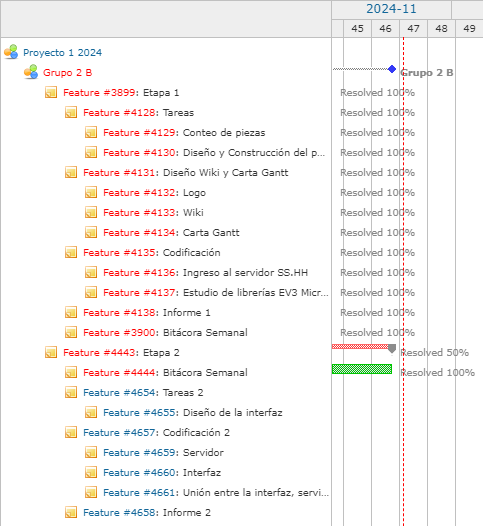 2024-11
45 46 47 48 49
Proyecto 1 2024
Grupo 2 B Grupo 2 B
Feature #3899: Etapa 1 Resolved 100%
Feature #4128: Tareas Resolved 100%
Feature #4129: Conteo de piezas Resolved 100%
Feature #4130: Diseño y Construcción del p... Resolved 100%
Feature #4131: Diseño Wiki y Carta Gantt Resolved 100%
Feature #4132: Logo Resolved 100%
Feature #4133: Wiki Resolved 100%
Feature #4134: Carta Gantt Resolved 100%
Feature #4135: Codificación Resolved 100%
Feature #4136: Ingreso al servidor SS.HH Resolved 100%
Feature #4137: Estudio de librerías EV3 Micr... Resolved 100%
Feature #4138: Informe 1 Resolved 100%
Feature #3900: Bitácora Semanal Resolved 100%
Feature #4443: Etapa 2 Resolved 50%
Feature #4444: Bitácora Semanal Resolved 100%
Feature #4654: Tareas 2
Feature #4655: Diseño de la interfaz
Feature #4657: Codificación 2
Feature #4659: Servidor
Feature #4660: Interfaz
Feature #4661: Unión entre la interfaz, servi...
Feature #4658: Informe 2